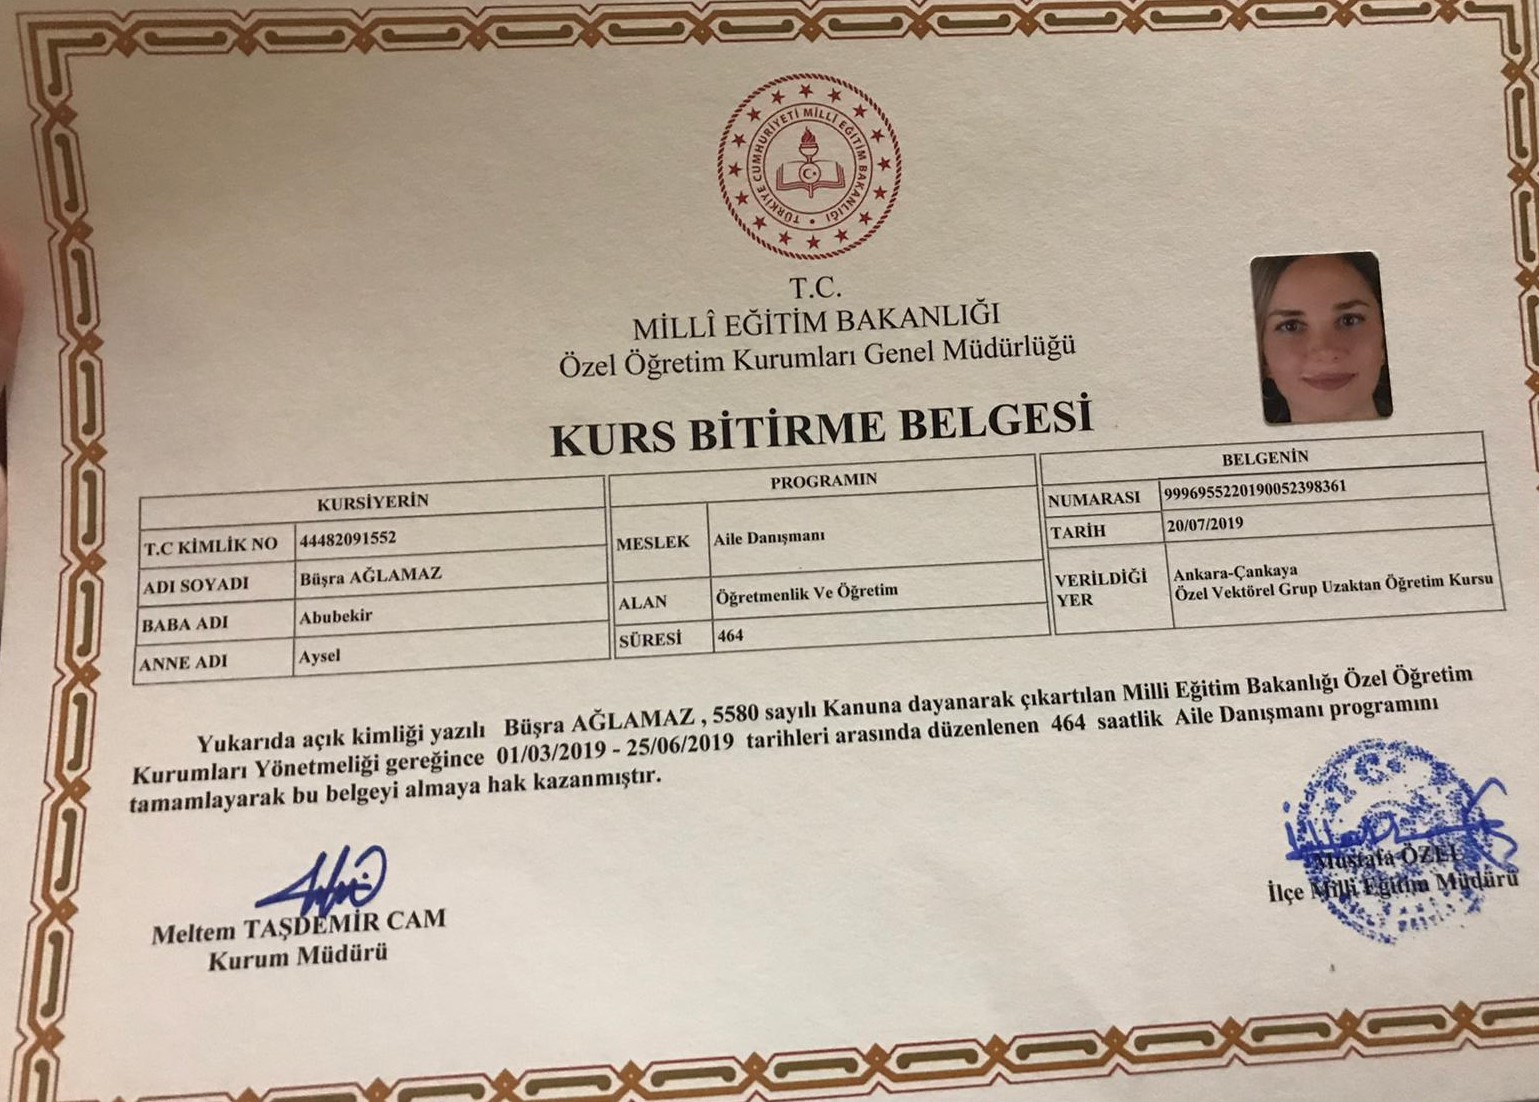 TÜRKİYE CUMHURİYETİ MİLLÎ EĞİTİM BAKANLIĞI
T.C.
MİLLÎ EĞİTİM BAKANLIĞI
Özel Öğretim Kurumları Genel Müdürlüğü
KURS BİTİRME BELGESİ
KURSİYERİN
T.C KİMLİK NO 44482091552
ADI SOYADI Büşra AĞLAMAZ
BABA ADI Abubekir
ANNE ADI Aysel
PROGRAMIN
MESLEK Aile Danışmanı
ALAN Öğretmenlik Ve Öğretim
SÜRESİ 464
BELGENİN
NUMARASI 9996955220190052398361
TARİH 20/07/2019
VERİLDİĞİ YER Ankara-Çankaya
Özel Vektörel Grup Uzaktan Öğretim Kursu
Yukarıda açık kimliği yazılı Büşra AĞLAMAZ , 5580 sayılı Kanuna dayanarak çıkartılan Milli Eğitim Bakanlığı Özel Öğretim
Kurumları Yönetmeliği gereğince 01/03/2019 - 25/06/2019 tarihleri arasında düzenlenen 464 saatlik Aile Danışmanı programını
tamamlayarak bu belgeyi almaya hak kazanmıştır.
Meltem TAŞDEMİR CAM
Kurum Müdürü
Mustafa ÖZEL
İlçe Milli Eğitim Müdürü